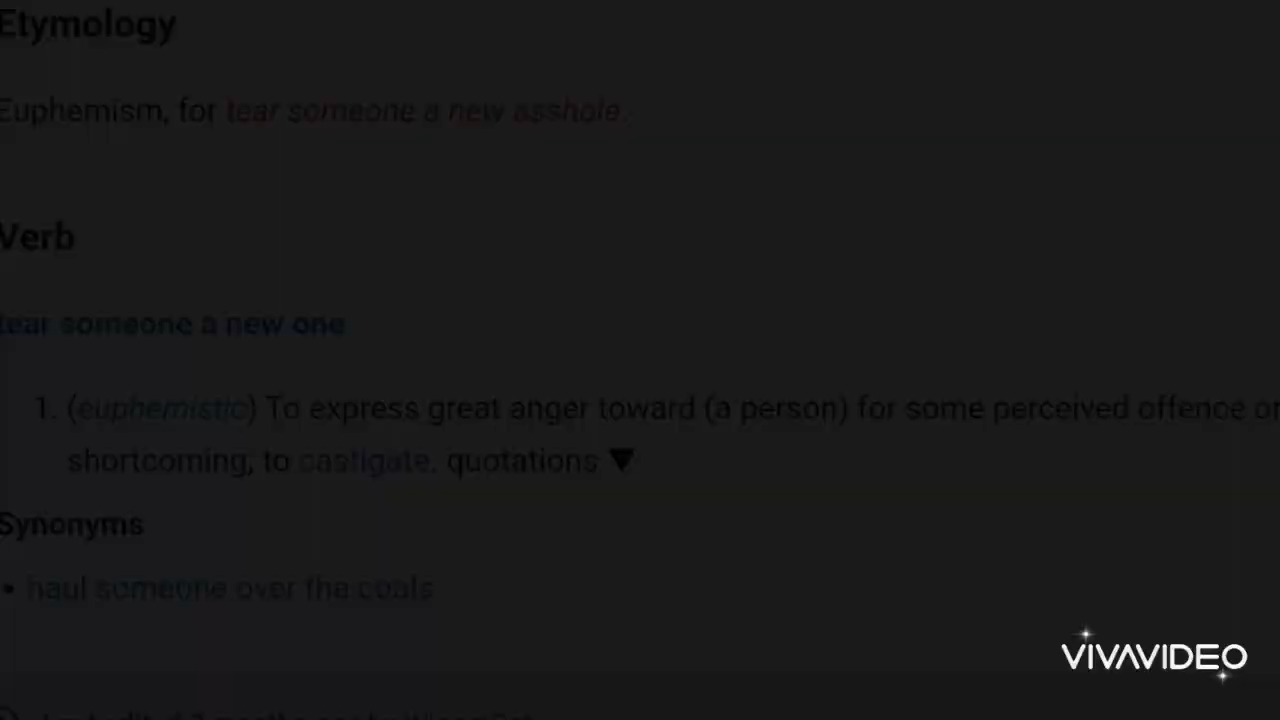 Etymology
Euphemism, for tear someone a new asshole.
Verb
tear someone a new one
1. (euphemistic) To express great anger toward (a person) for some perceived offence or
shortcoming, to castigate. quotations ▼
Synonyms
• haul someone over the coals
VIVAVIDEO